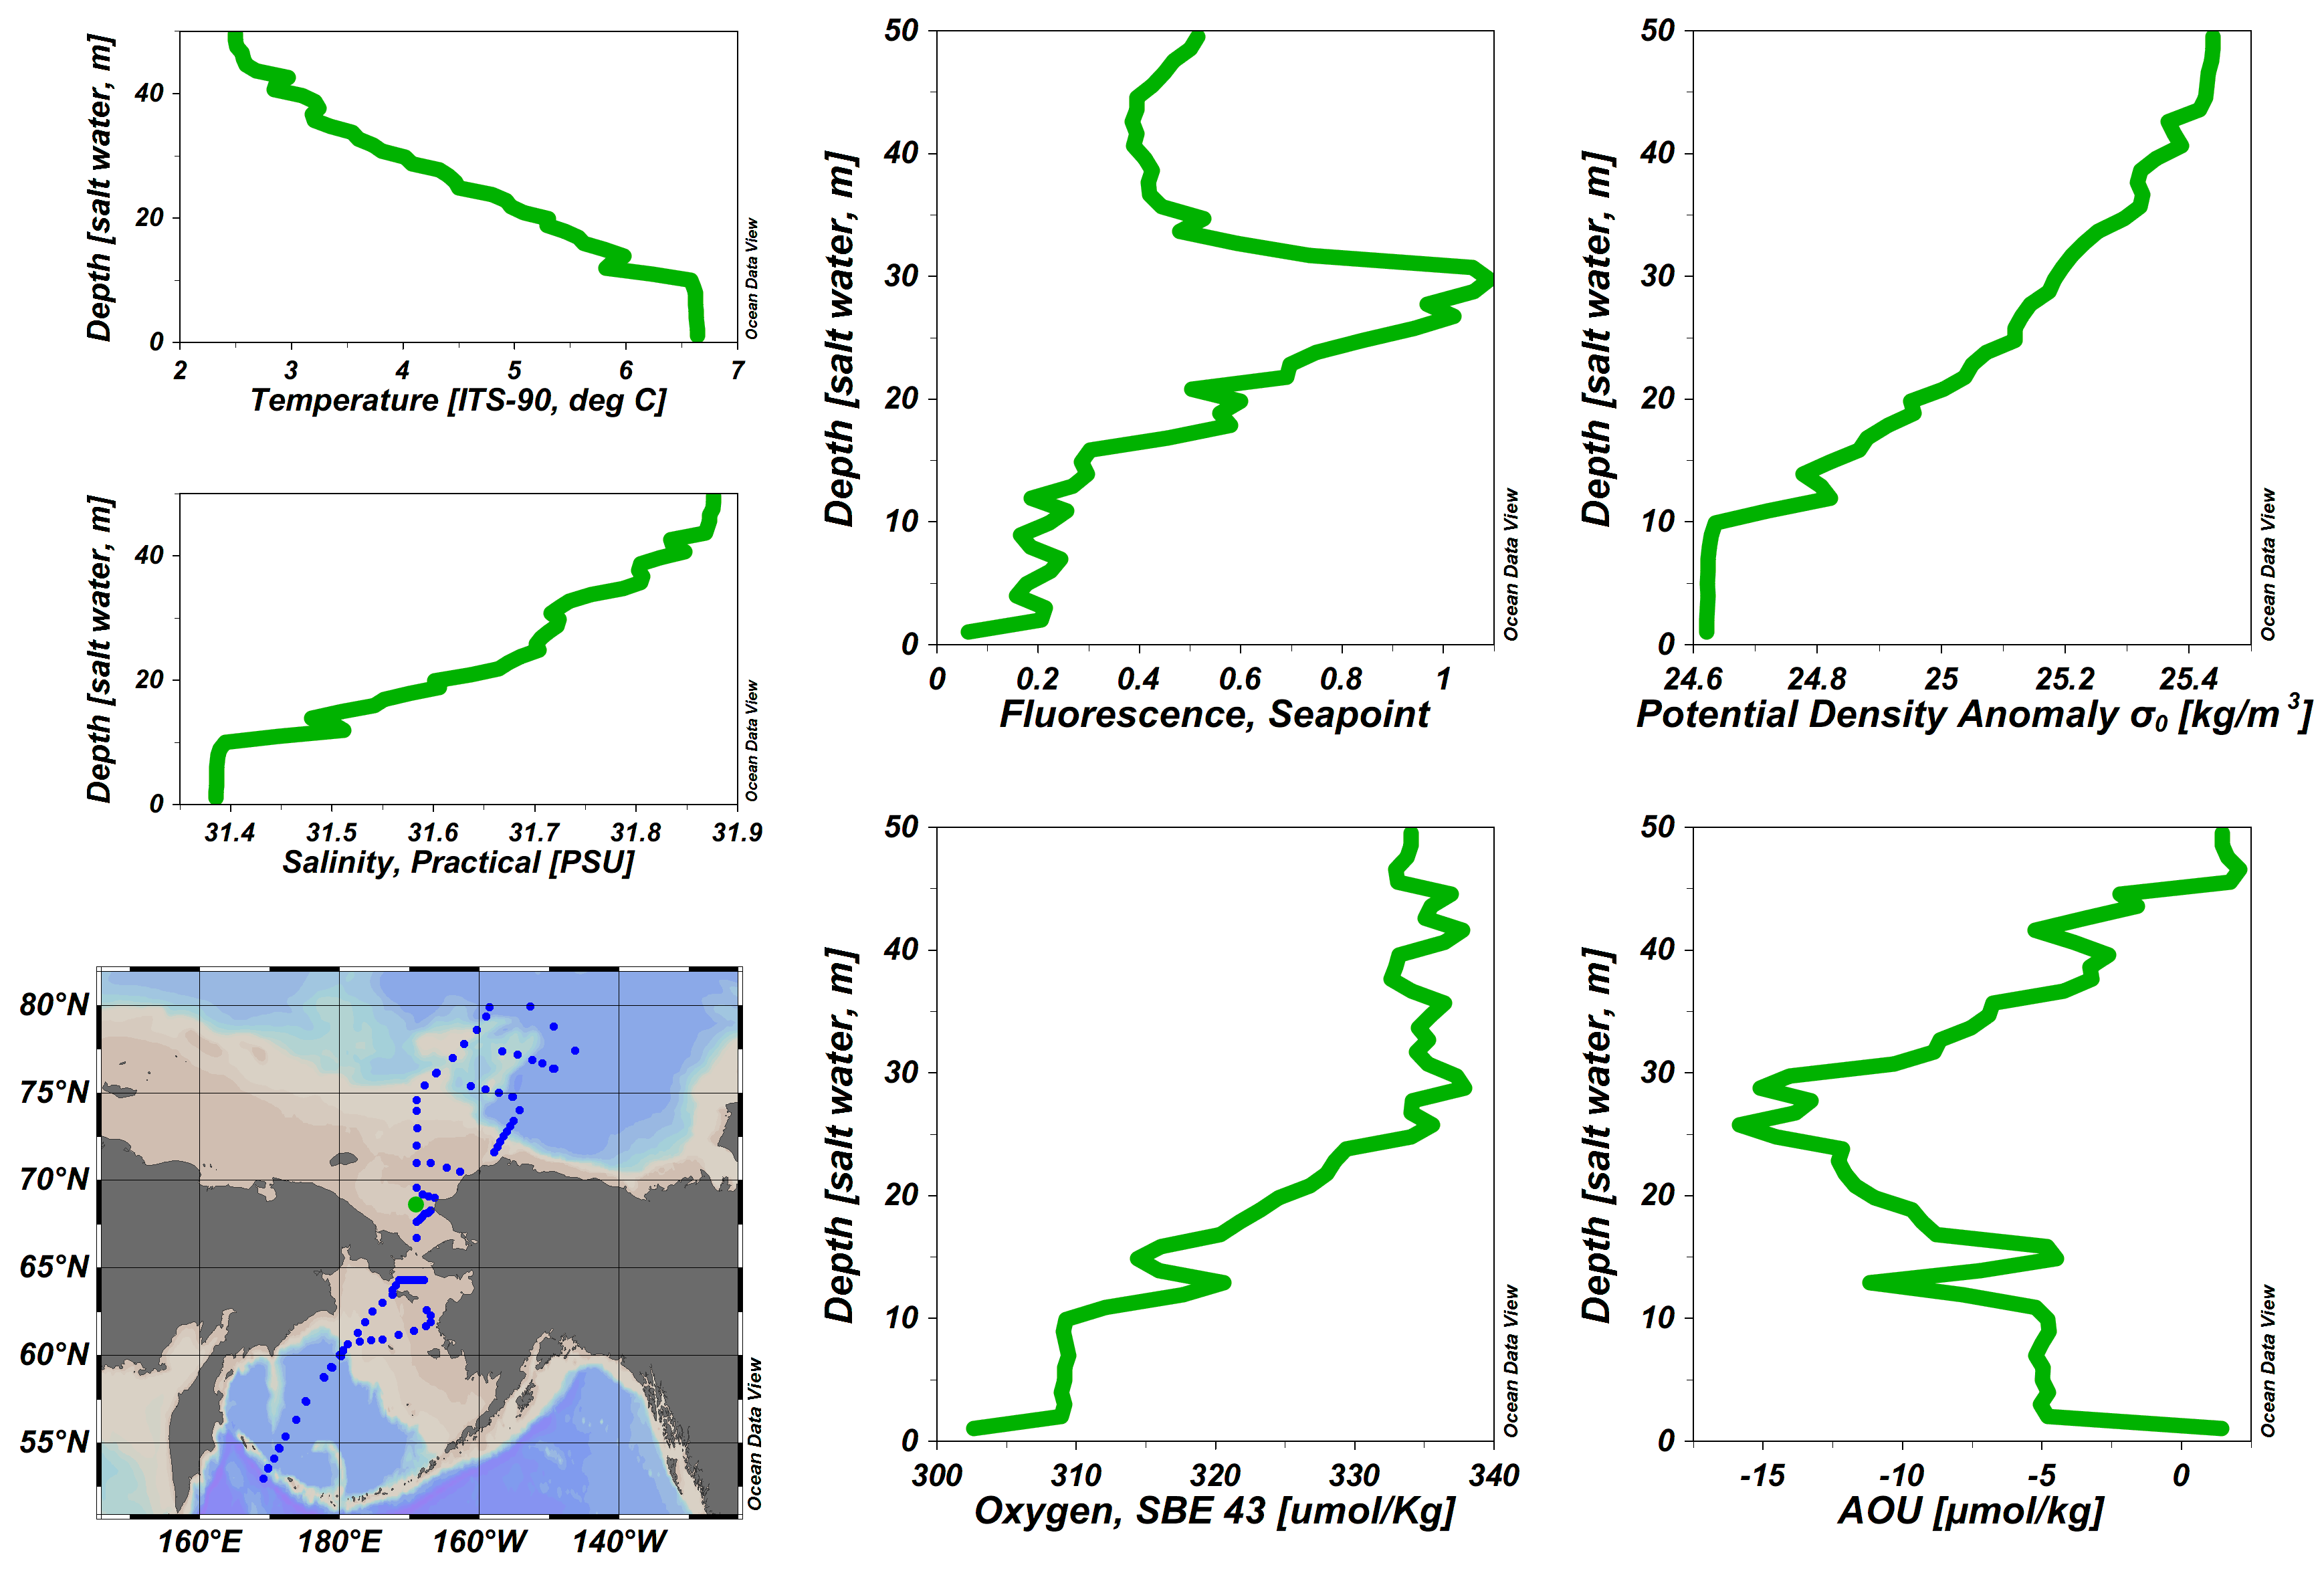 Depth [salt water, m]
40
20
0
2 3 4 5 6 7
Temperature [ITS-90, deg C]
Ocean Data View
Depth [salt water, m]
40
20
0
31.4 31.5 31.6 31.7 31.8 31.9
Salinity, Practical [PSU]
Ocean Data View
80°N
75°N
70°N
65°N
60°N
55°N
160°E 180°E 160°W 140°W
Ocean Data View
Depth [salt water, m]
50
40
30
20
10
0
0 0.2 0.4 0.6 0.8 1
Fluorescence, Seapoint
Ocean Data View
Depth [salt water, m]
50
40
30
20
10
0
24.6 24.8 25 25.2 25.4
Potential Density Anomaly σ0 [kg/m 3]
Ocean Data View
Depth [salt water, m]
50
40
30
20
10
0
300 310 320 330 340
Oxygen, SBE 43 [umol/Kg]
Ocean Data View
Depth [salt water, m]
50
40
30
20
10
0
-15 -10 -5 0
AOU [µmol/kg]
Ocean Data View